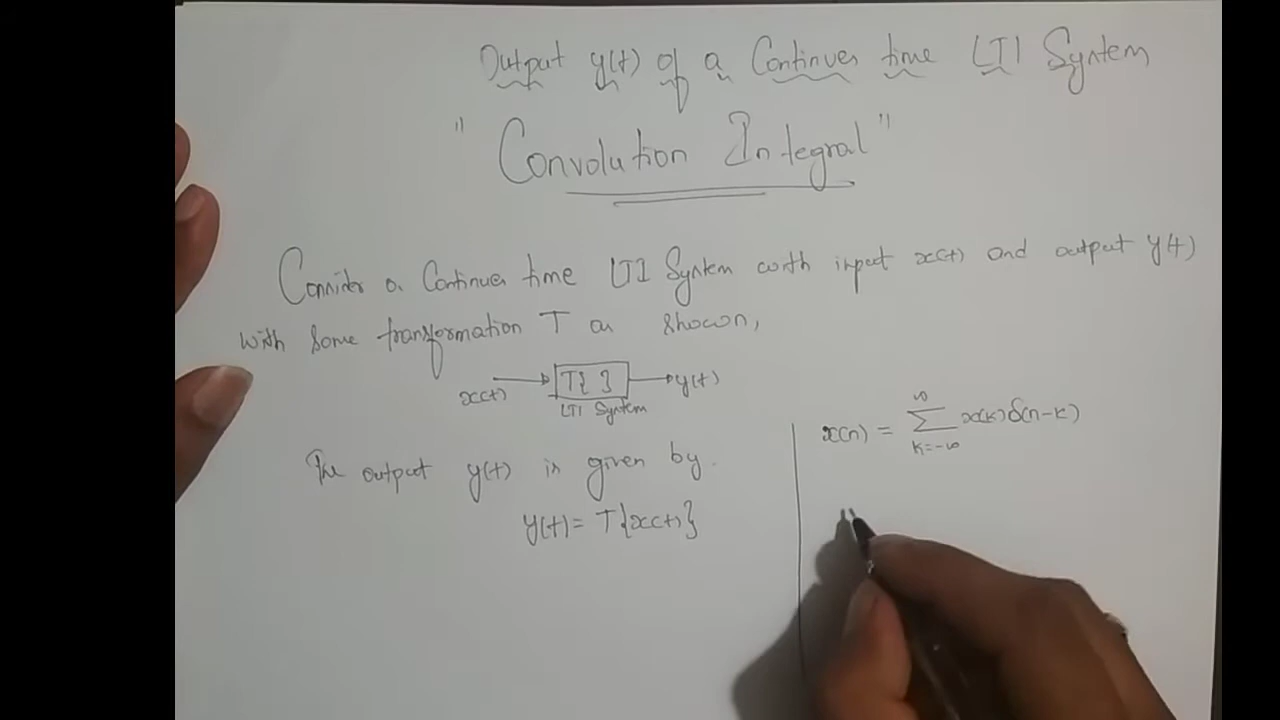 Output y(t) of a Continues time LTI System
" Convolution Integral "
Consider a Continues time LTI System with input x(t) and output y(t)
with some transformation T as shown,
x(t) → T{ } → y(t)
LTI System
The output y(t) is given by.
y(t) = T{x(t)}
x(n) = ∑ x(k) δ(n-k)
∞
k=-∞